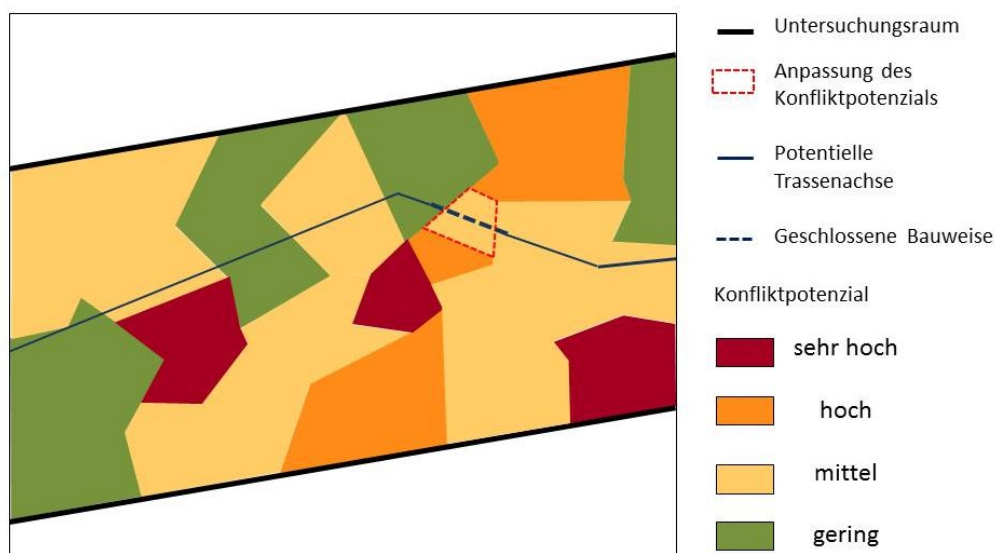 Untersuchungsraum
Anpassung des
Konfliktpotenzials
Potentielle
Trassenachse
Geschlossene Bauweise
Konfliktpotenzial
sehr hoch
hoch
mittel
gering